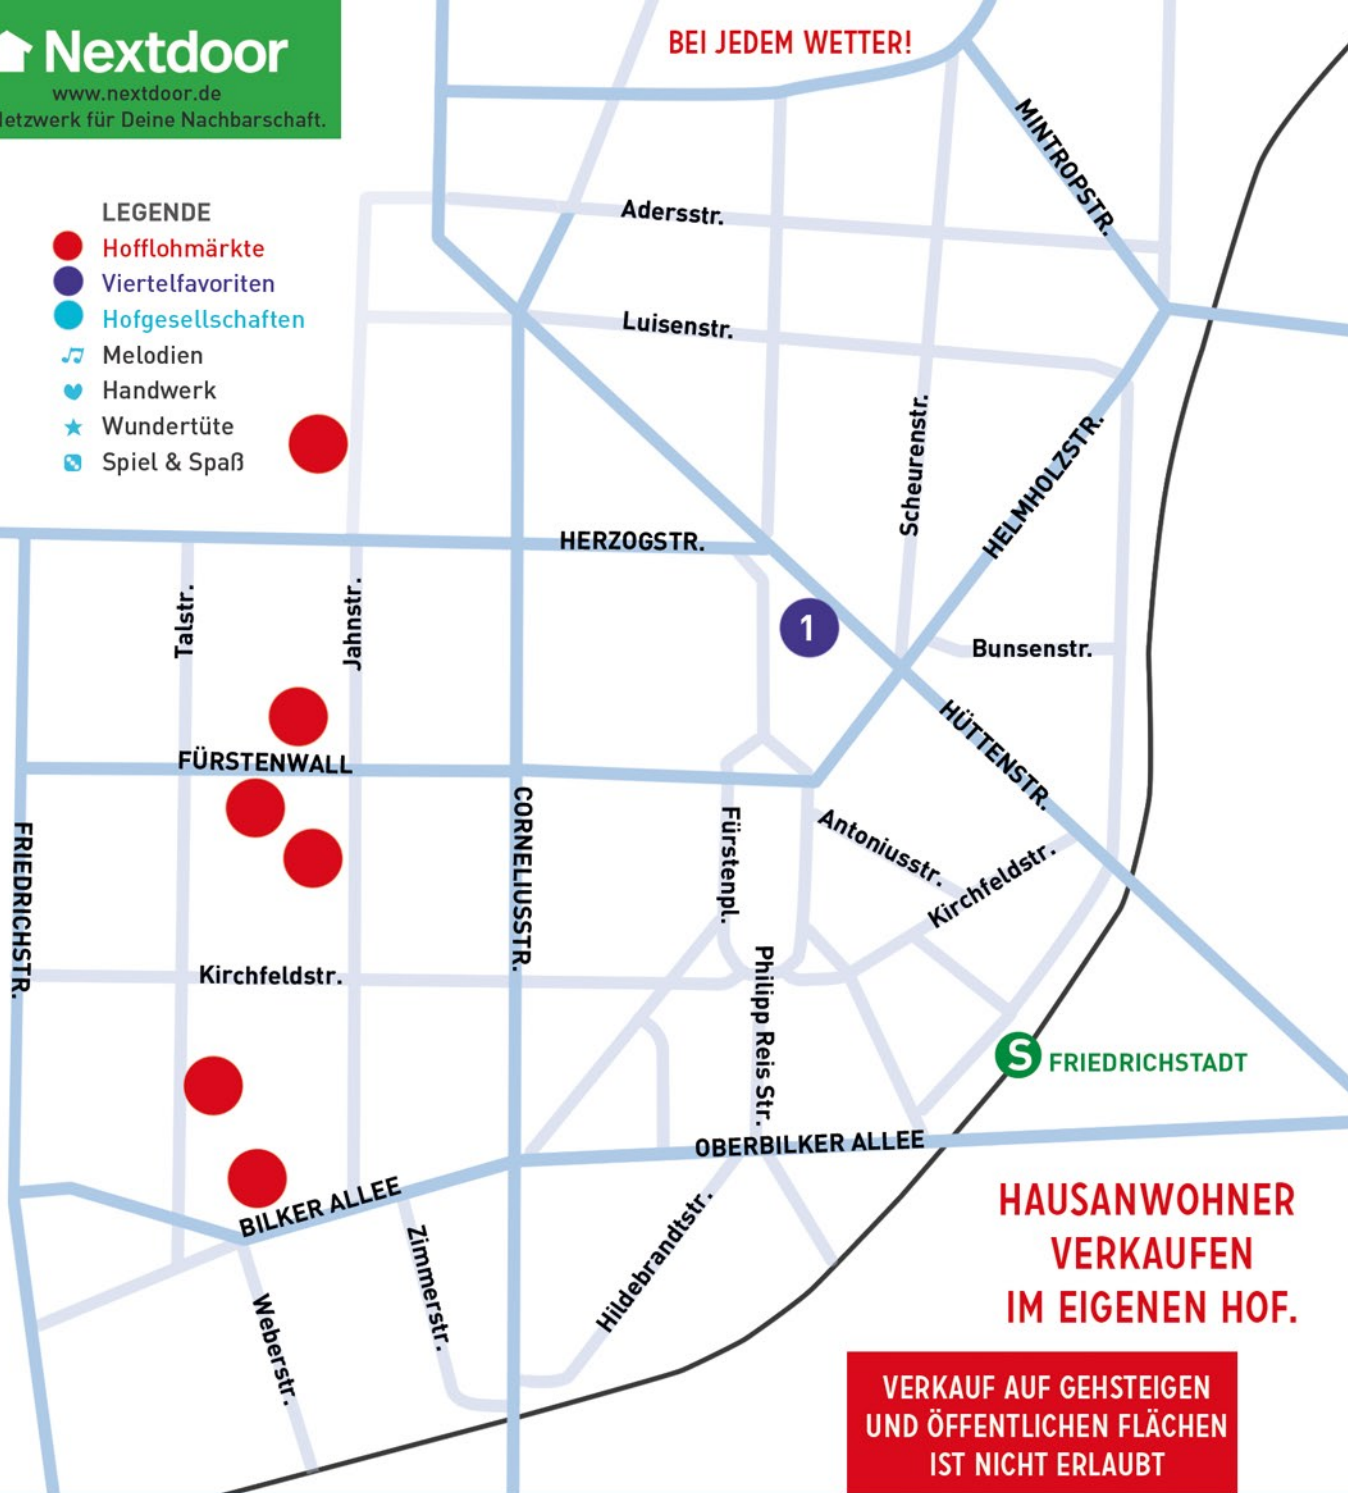 Nextdoor
www.nextdoor.de
Netzwerk für Deine Nachbarschaft.
BEI JEDEM WETTER!
LEGENDE
Hofflohmärkte
Viertelfavoriten
Hofgesellschaften
Melodien
Handwerk
Wundertüte
Spiel & Spaß
MINTROPSTR.
Adersstr.
Luisenstr.
Scheurenstr.
HELMHOLZSTR.
HERZOGSTR.
Talstr.
Jahnstr.
1
Bunsenstr.
HÜTTENSTR.
FÜRSTENWALL
FRIEDRICHSTR.
CORNELIUSSTR.
Fürstenpl.
Antoniusstr.
Kirchfeldstr.
Kirchfeldstr.
Philipp Reis Str.
S FRIEDRICHSTADT
OBERBILKER ALLEE
BILKER ALLEE
Zimmerstr.
Hildebrandtstr.
Weberstr.
HAUSANWOHNER
VERKAUFEN
IM EIGENEN HOF.
VERKAUF AUF GEHSTEIGEN
UND ÖFFENTLICHEN FLÄCHEN
IST NICHT ERLAUBT